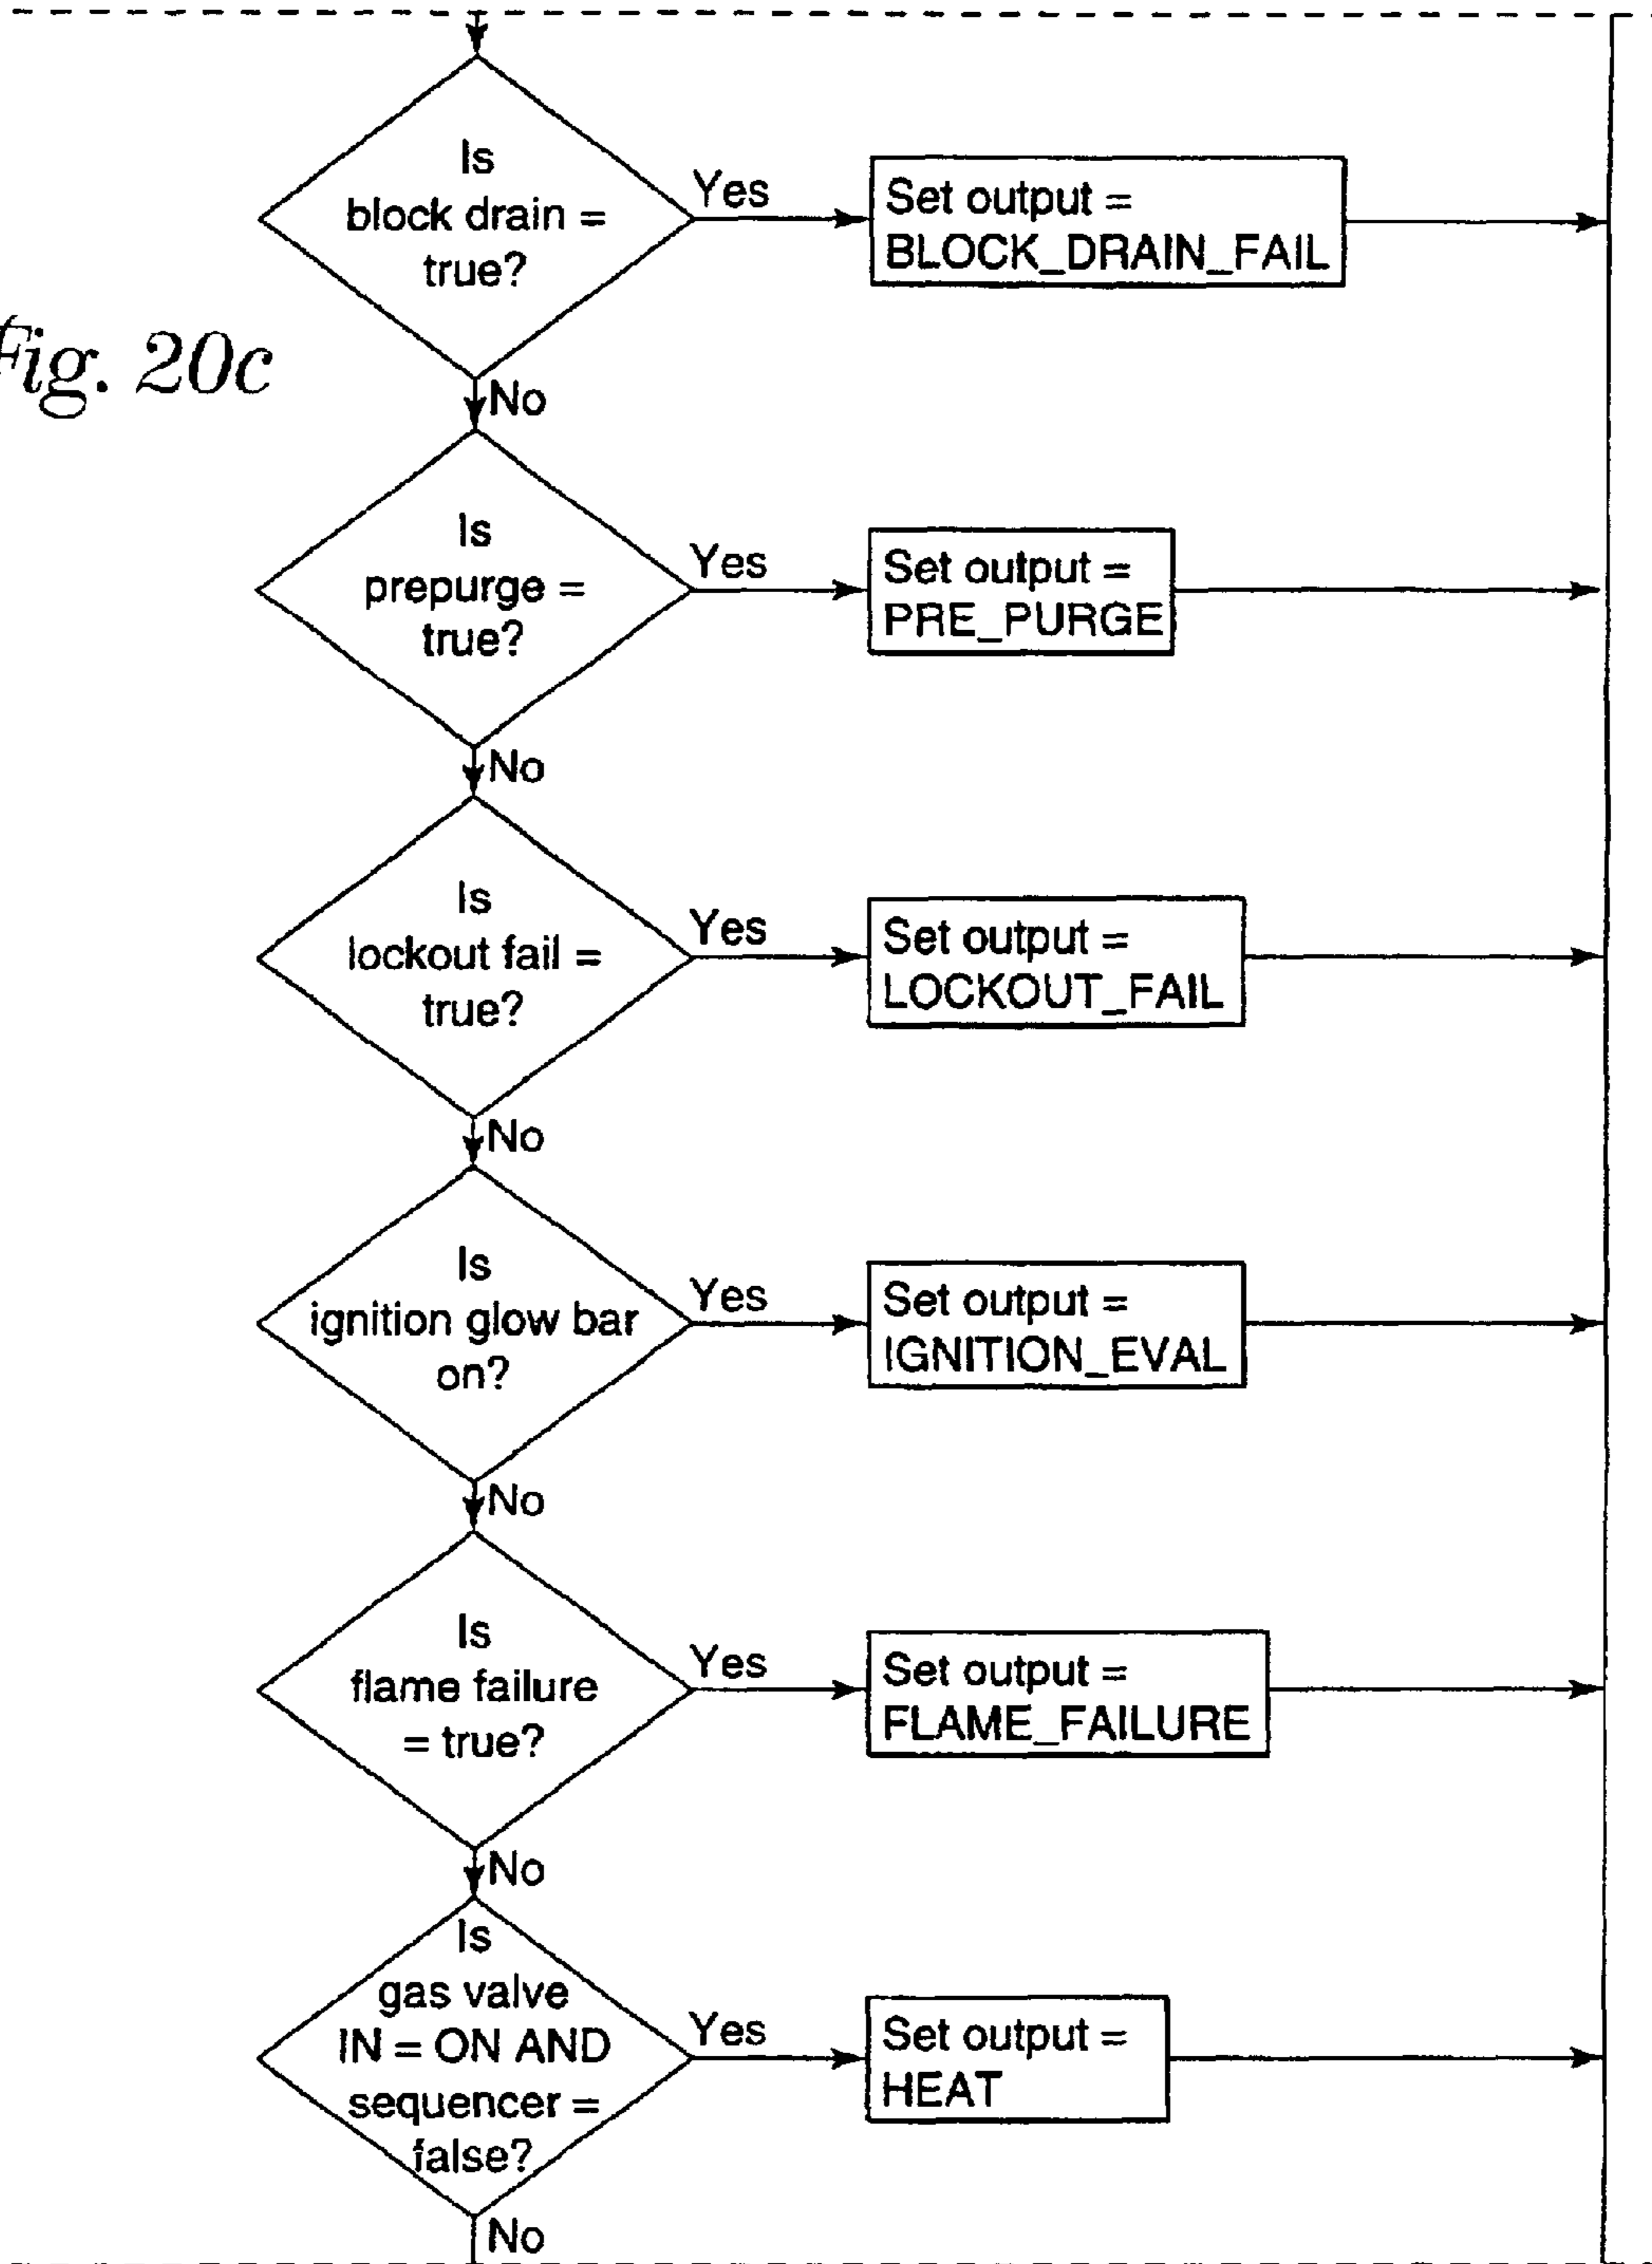 Is
block drain =
true?
Yes
Set output =
BLOCK_DRAIN_FAIL
Fig. 20c
No
Is
prepurge =
true?
Yes
Set output =
PRE_PURGE
No
Is
lockout fail =
true?
Yes
Set output =
LOCKOUT_FAIL
No
Is
ignition glow bar
on?
Yes
Set output =
IGNITION_EVAL
No
Is
flame failure
= true?
Yes
Set output =
FLAME_FAILURE
No
Is
gas valve
IN = ON AND
sequencer =
false?
Yes
Set output =
HEAT
No